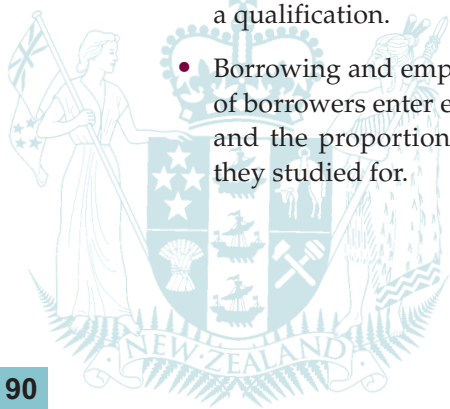 a qualification.
• Borrowing and emp
of borrowers enter e
and the proportion
they studied for.
NEW·ZEALAND
90